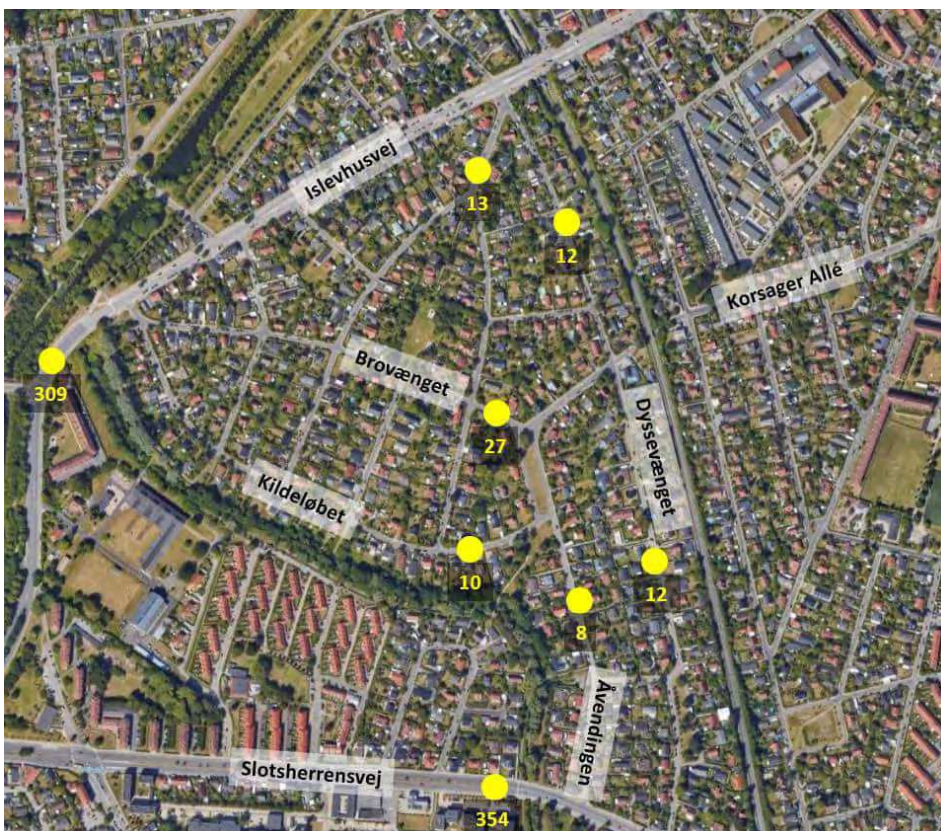 Islevhusvej
13
12
Korsager Allé
309
Brovænget
27
Dyssevænget
Kildeløbet
10
12
8
Åvendingen
Slotsherrensvej
354